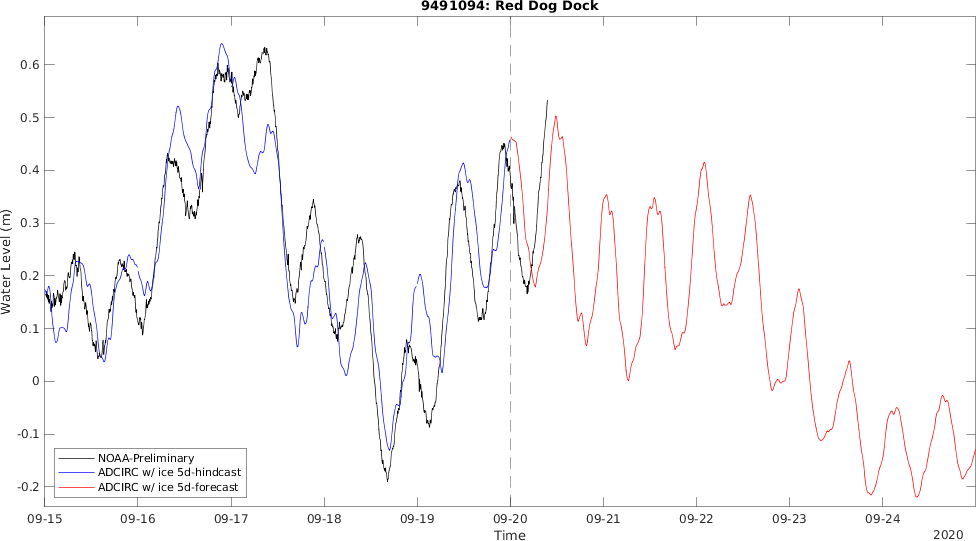 9491094: Red Dog Dock
Water Level (m)
0.6
0.5
0.4
0.3
0.2
0.1
0
-0.1
-0.2
NOAA-Preliminary
ADCIRC w/ ice 5d-hindcast
ADCIRC w/ ice 5d-forecast
09-15 09-16 09-17 09-18 09-19 09-20 09-21 09-22 09-23 09-24
Time
2020